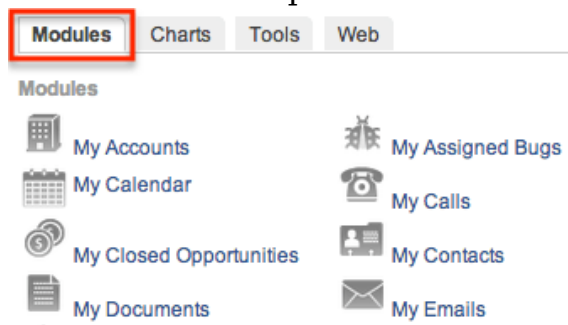 Modules Charts Tools Web
Modules
My Accounts My Assigned Bugs
My Calendar My Calls
My Closed Opportunities My Contacts
My Documents My Emails